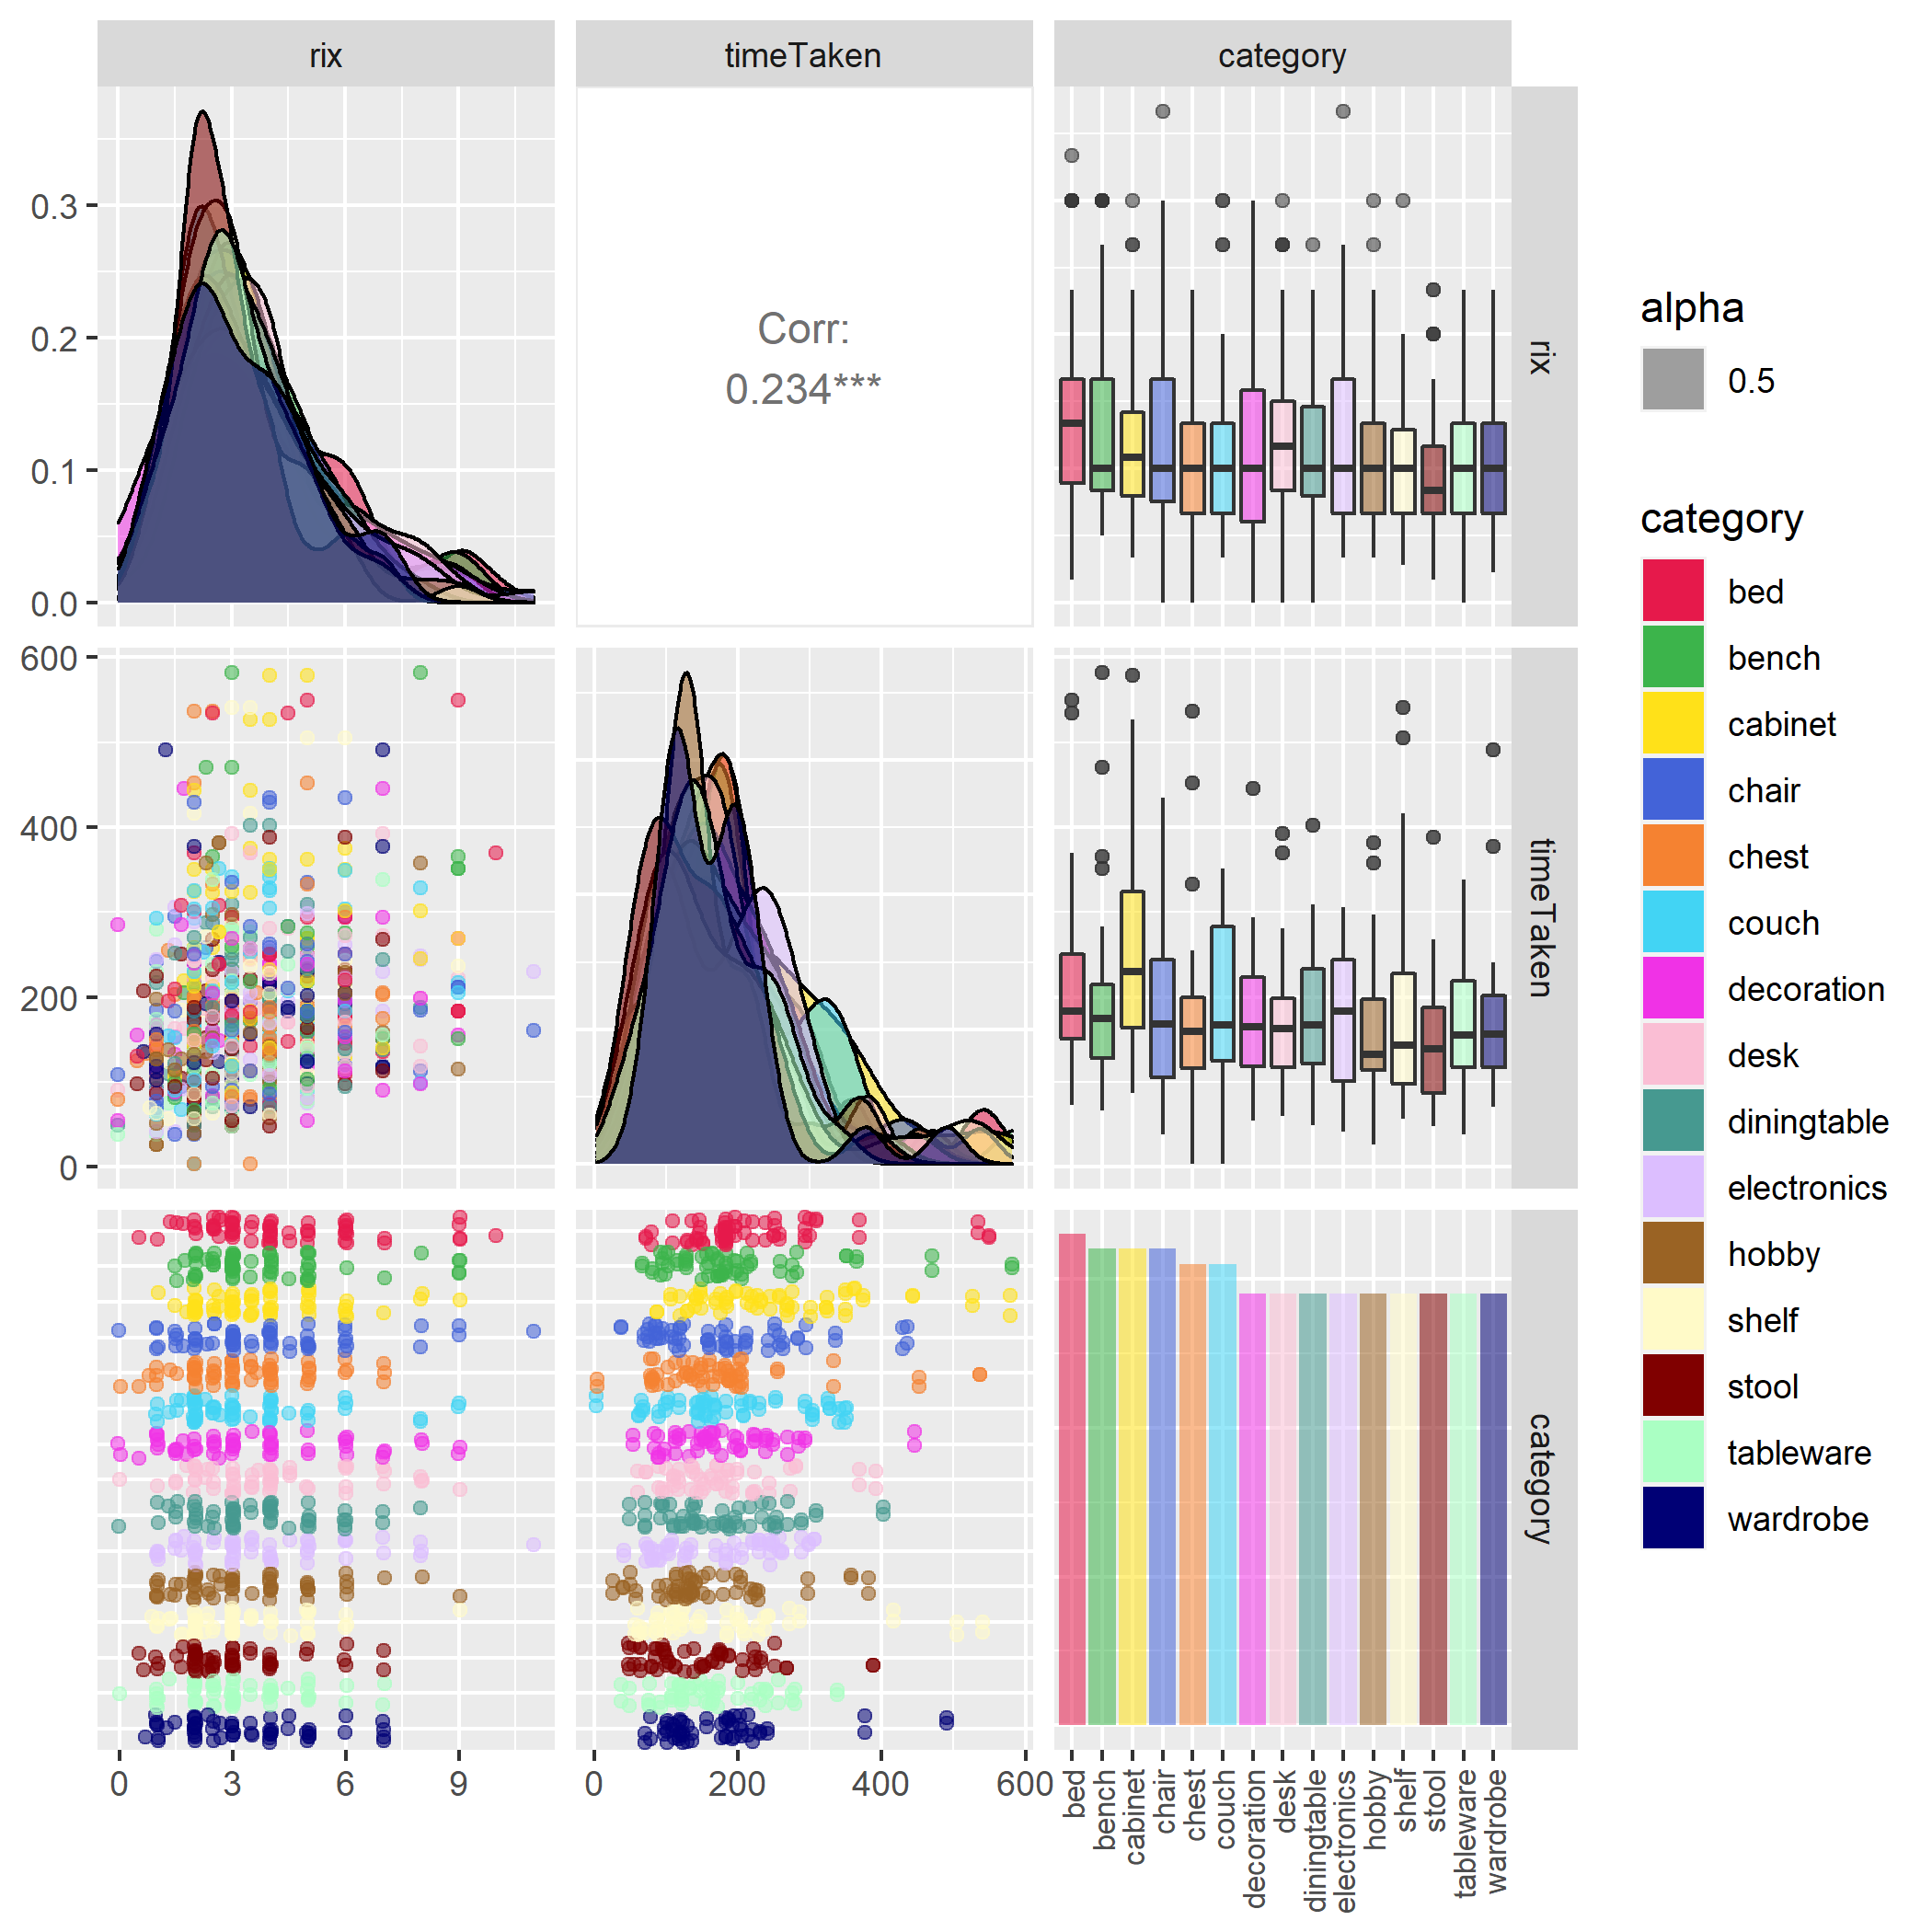 rix
timeTaken
category
0.3
0.2
0.1
0.0
Corr:
0.234***
rix
600
400
200
0
timeTaken
category
0
3
6
9
0
200
400
600
bed
bench
cabinet
chair
chest
couch
decoration
desk
diningtable
electronics
hobby
shelf
stool
tableware
wardrobe
alpha
0.5
category
bed
bench
cabinet
chair
chest
couch
decoration
desk
diningtable
electronics
hobby
shelf
stool
tableware
wardrobe